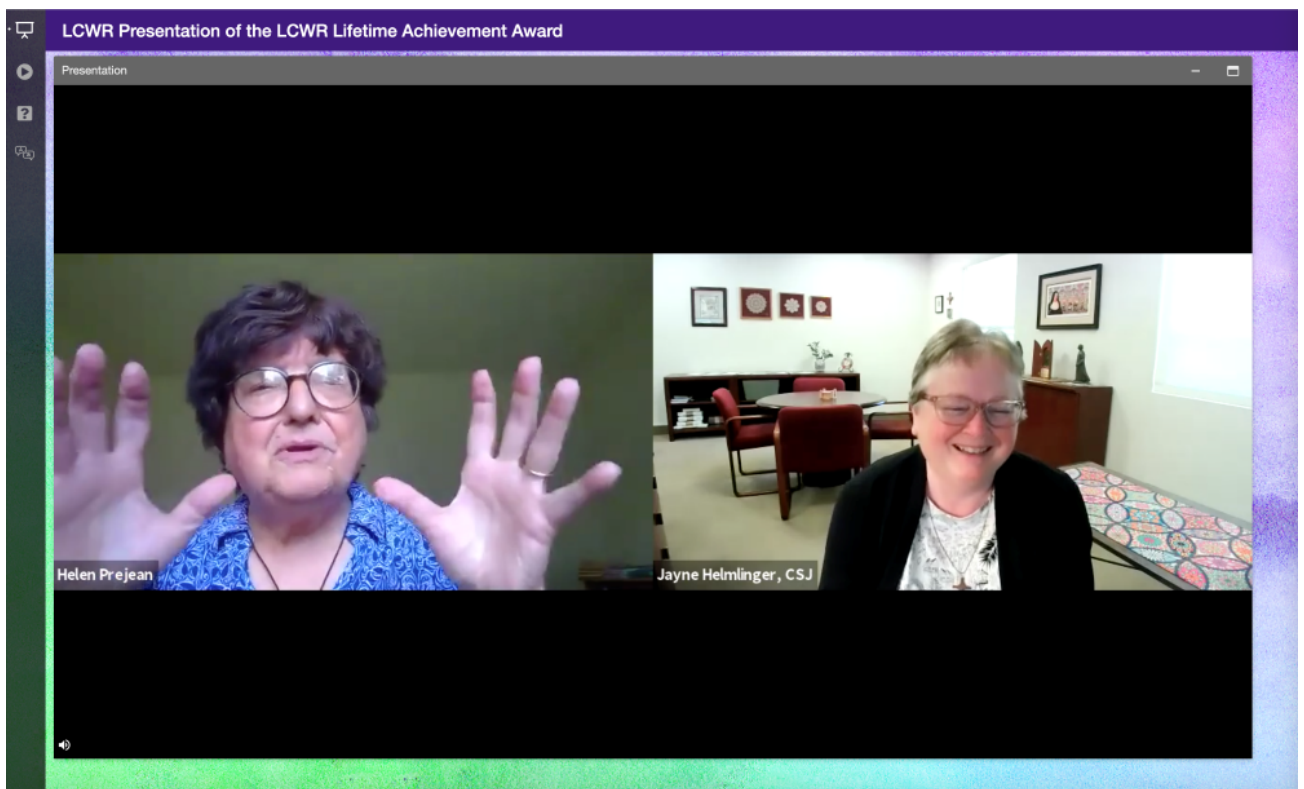 LCWR Presentation of the LCWR Lifetime Achievement Award
Presentation
Helen Prejean
Jayne Helmlinger, CSJ